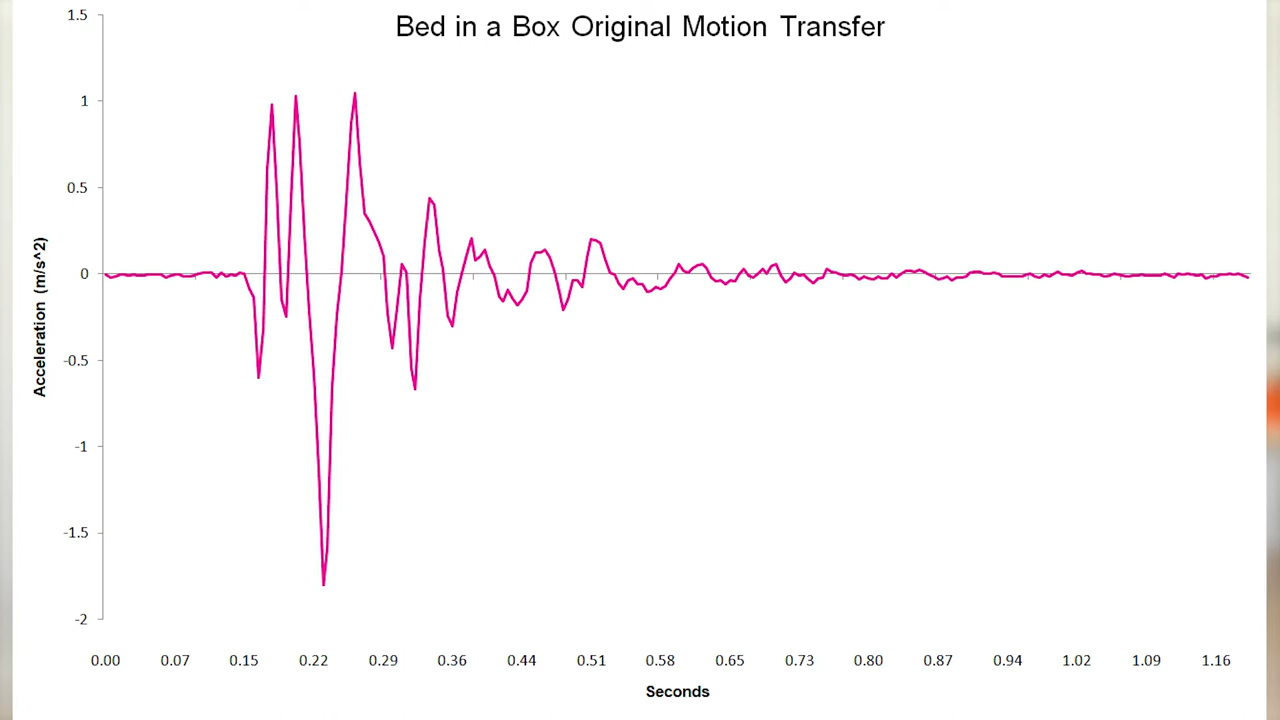 Bed in a Box Original Motion Transfer
1.5
1
0.5
0
-0.5
-1
-1.5
-2
Acceleration (m/s^2)
0.00 0.07 0.15 0.22 0.29 0.36 0.44 0.51 0.58 0.65 0.73 0.80 0.87 0.94 1.02 1.09 1.16
Seconds